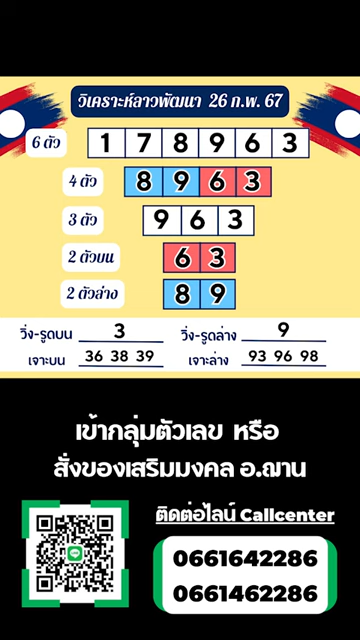 วิเคราะห์ลาวพัฒนา 26 ก.พ. 67
6 ตัว 1 7 8 9 6 3
4 ตัว 8 9 6 3
3 ตัว 9 6 3
2 ตัวบน 6 3
2 ตัวล่าง 8 9
วิ่ง-รูดบน 3 วิ่ง-รูดล่าง 9
เจาะบน 36 38 39 เจาะล่าง 93 96 98
เข้ากลุ่มตัวเลข หรือ
สั่งของเสริมมงคล อ.ฌาน
ติดต่อไลน์ Callcenter
0661642286
0661462286